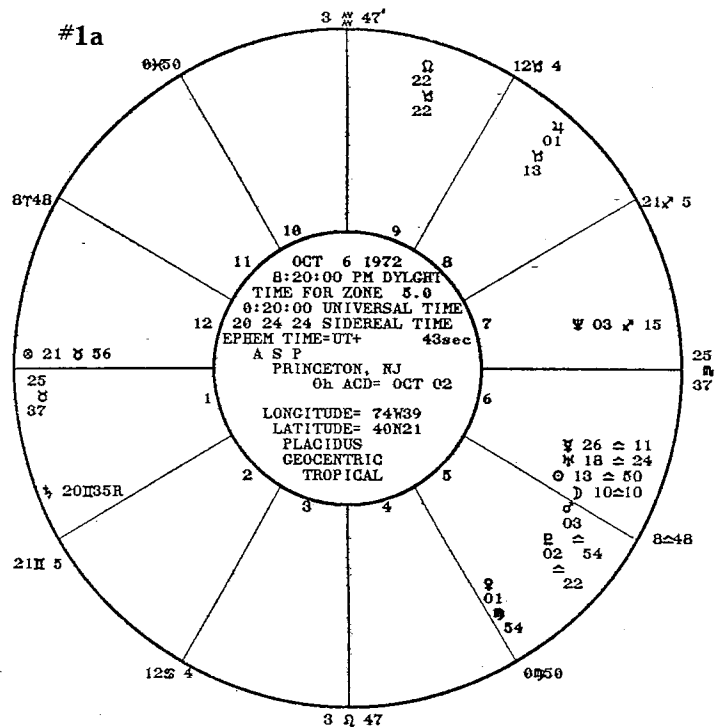 #1a
3 ♒ 47'
0♓50
☊
22
♑
22
12♑ 4
♃
01
♑
13
8♈48
21♐ 5
10
9
11
8
OCT 6 1972
8:20:00 PM DYLGHT
TIME FOR ZONE 5.0
0:20:00 UNIVERSAL TIME
12
20 24 24 SIDEREAL TIME
7
♆ 03 ♐ 15
EPHEM TIME=UT+ 43sec
⊗ 21 ♉ 56
A S P
25
♏
37
PRINCETON, NJ
0h ACD= OCT 02
25
♉
37
1
6
LONGITUDE= 74W39
LATITUDE= 40N21
PLACIDUS
GEOCENTRIC
TROPICAL
2
5
3
4
☿ 26 ♎ 11
♅ 18 ♎ 24
☉ 13 ♎ 50
☽ 10♎10
♂
03
♎
54
♇
02
♎
22
8♎48
♄ 20♊35R
21♊ 5
♀
01
♍
54
12♋ 4
0♍50
3 ♌ 47